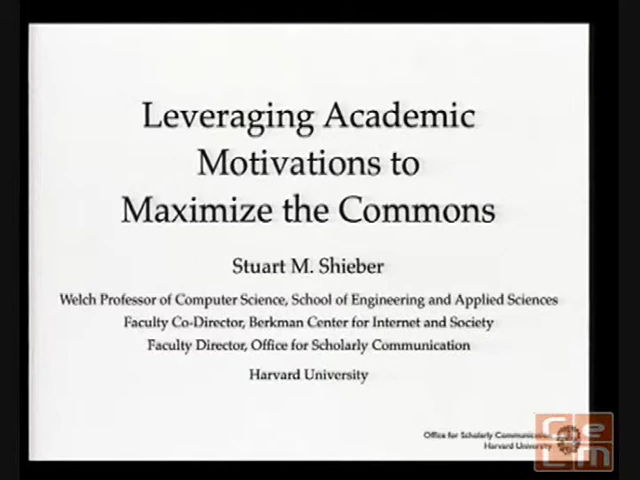 Leveraging Academic
Motivations to
Maximize the Commons
Stuart M. Shieber
Welch Professor of Computer Science, School of Engineering and Applied Sciences
Faculty Co-Director, Berkman Center for Internet and Society
Faculty Director, Office for Scholarly Communication
Harvard University
Office for Scholarly Communication
Harvard University